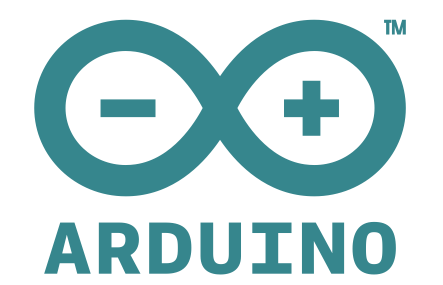 ™
- +
ARDUINO